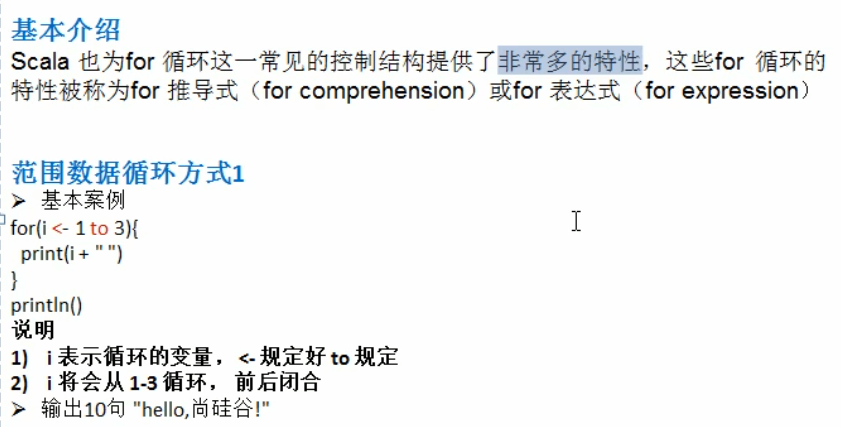 基本介绍
Scala 也为for 循环这一常见的控制结构提供了非常多的特性，这些for 循环的
特性被称为for 推导式（for comprehension）或for 表达式（for expression）
范围数据循环方式1
➢ 基本案例
for(i <- 1 to 3){
print(i + " ")
}
println()
说明
1) i 表示循环的变量，<- 规定好 to 规定
2) i 将会从 1-3 循环， 前后闭合
➢ 输出10句 "hello,尚硅谷!"